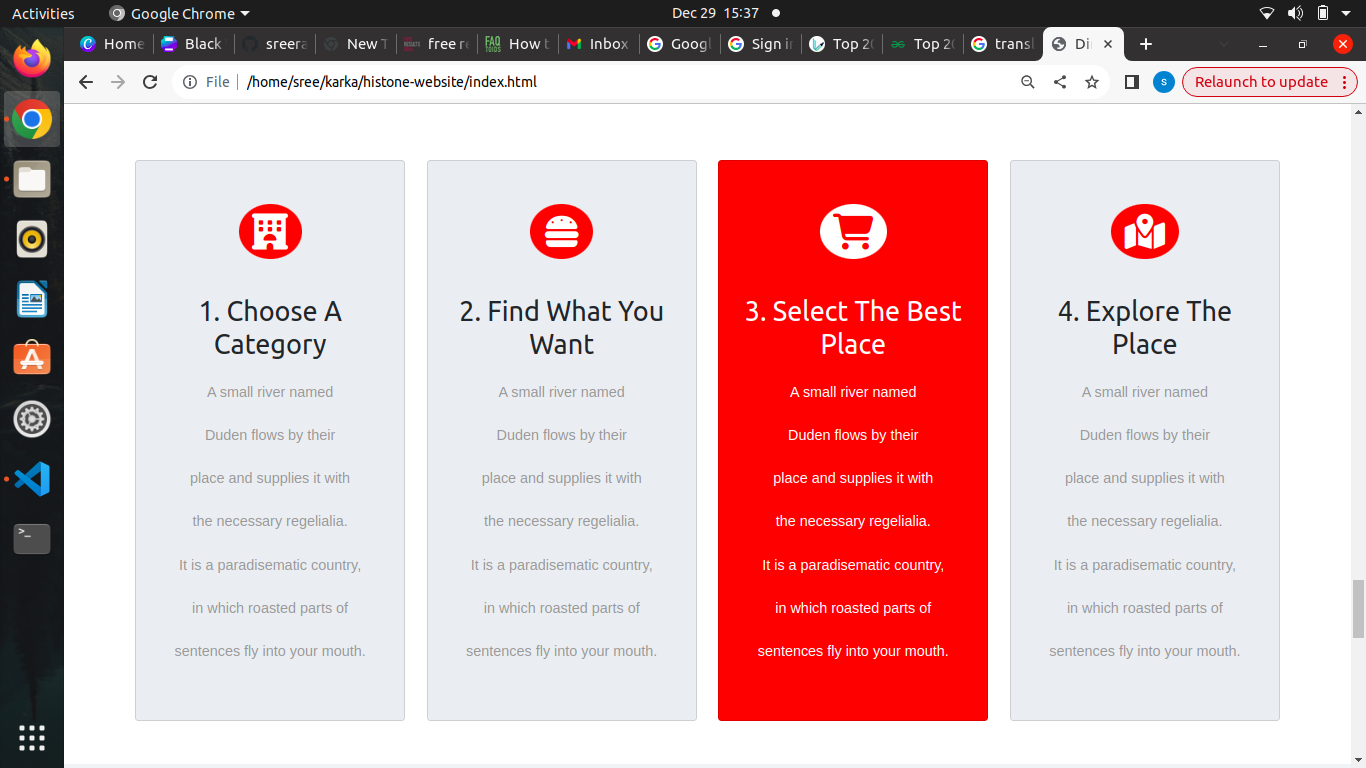 Activities Google Chrome Dec 29 15:37
Home Black sreera New T free re How t Inbox Googl Sign in Top 20 Top 20 transl Di
File /home/sree/karka/histone-website/index.html s Relaunch to update
1. Choose A
Category
A small river named
Duden flows by their
place and supplies it with
the necessary regelialia.
It is a paradisematic country,
in which roasted parts of
sentences fly into your mouth.
2. Find What You
Want
A small river named
Duden flows by their
place and supplies it with
the necessary regelialia.
It is a paradisematic country,
in which roasted parts of
sentences fly into your mouth.
3. Select The Best
Place
A small river named
Duden flows by their
place and supplies it with
the necessary regelialia.
It is a paradisematic country,
in which roasted parts of
sentences fly into your mouth.
4. Explore The
Place
A small river named
Duden flows by their
place and supplies it with
the necessary regelialia.
It is a paradisematic country,
in which roasted parts of
sentences fly into your mouth.